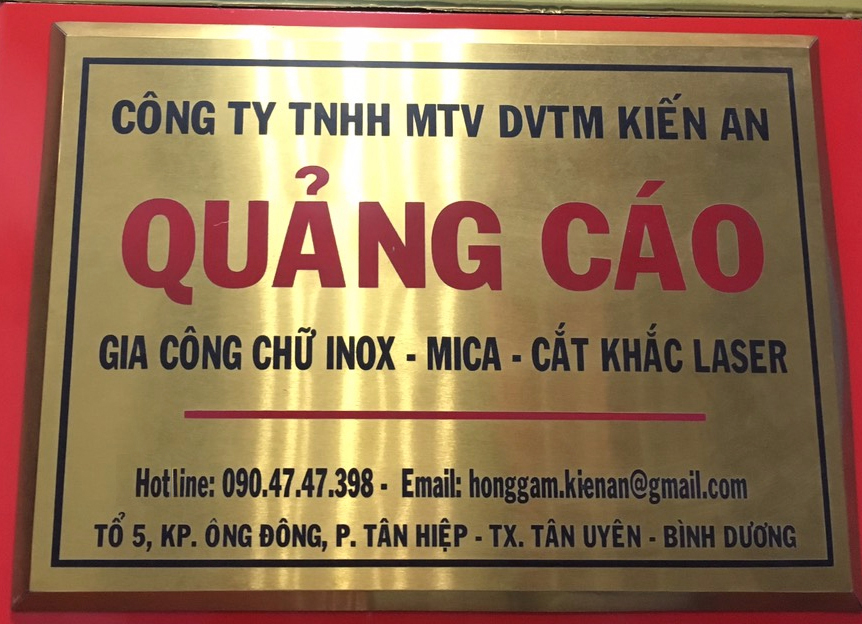 CÔNG TY TNHH MTV DVTM KIẾN AN
QUẢNG CÁO
GIA CÔNG CHỮ INOX - MICA - CẮT KHẮC LASER
Hotline: 090.47.47.398 - Email: honggam.kienan@gmail.com
TỔ 5, KP. ÔNG ĐÔNG, P. TÂN HIỆP - TX. TÂN UYÊN - BÌNH DƯƠNG